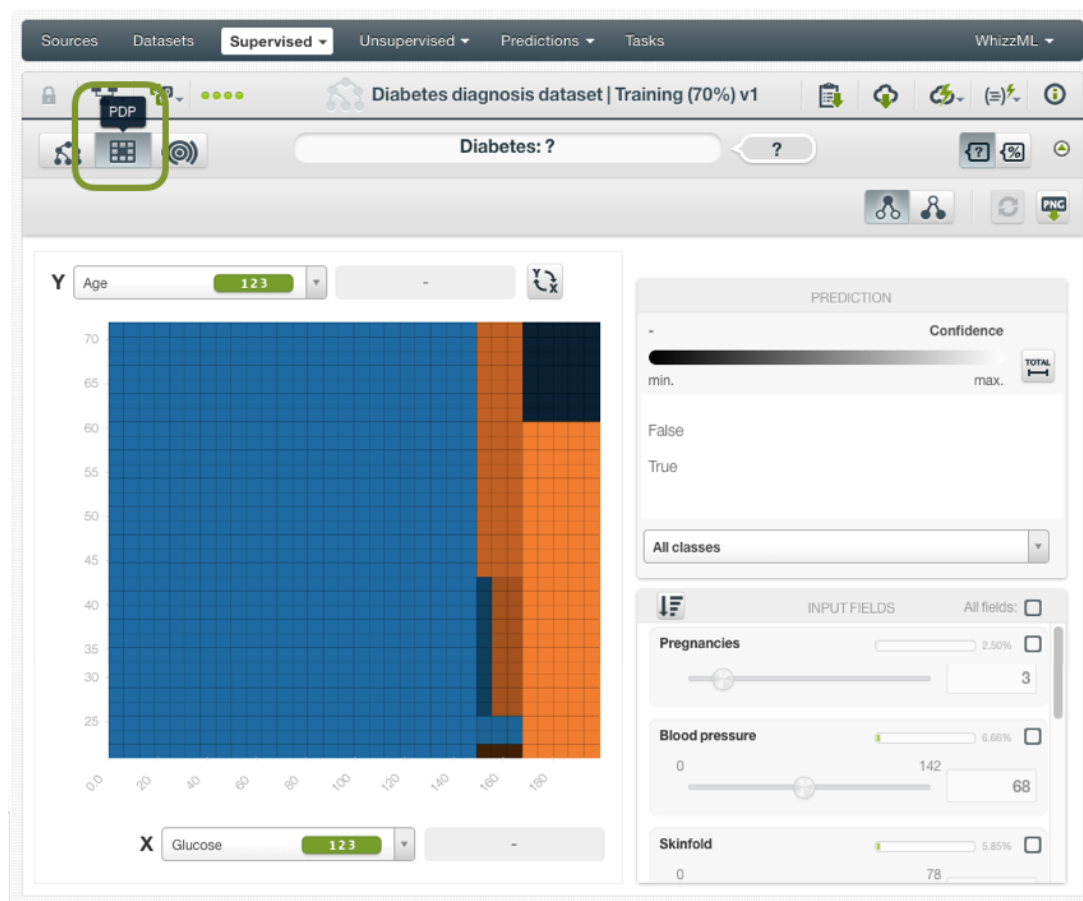 Sources Datasets Supervised Unsupervised Predictions Tasks WhizzML
PDP
Diabetes diagnosis dataset | Training (70%) v1
Diabetes: ?
?
? %
PNG
Y Age 123 -
Y X
70
65
60
55
50
45
40
35
30
25
0.0 20 40 60 80 100 120 140 160 180
X Glucose 123 -
PREDICTION
- Confidence
min. max.
TOTAL
False
True
All classes
INPUT FIELDS All fields:
Pregnancies 2.50%
3
Blood pressure 6.66%
0 142
68
Skinfold 5.85%
0 78